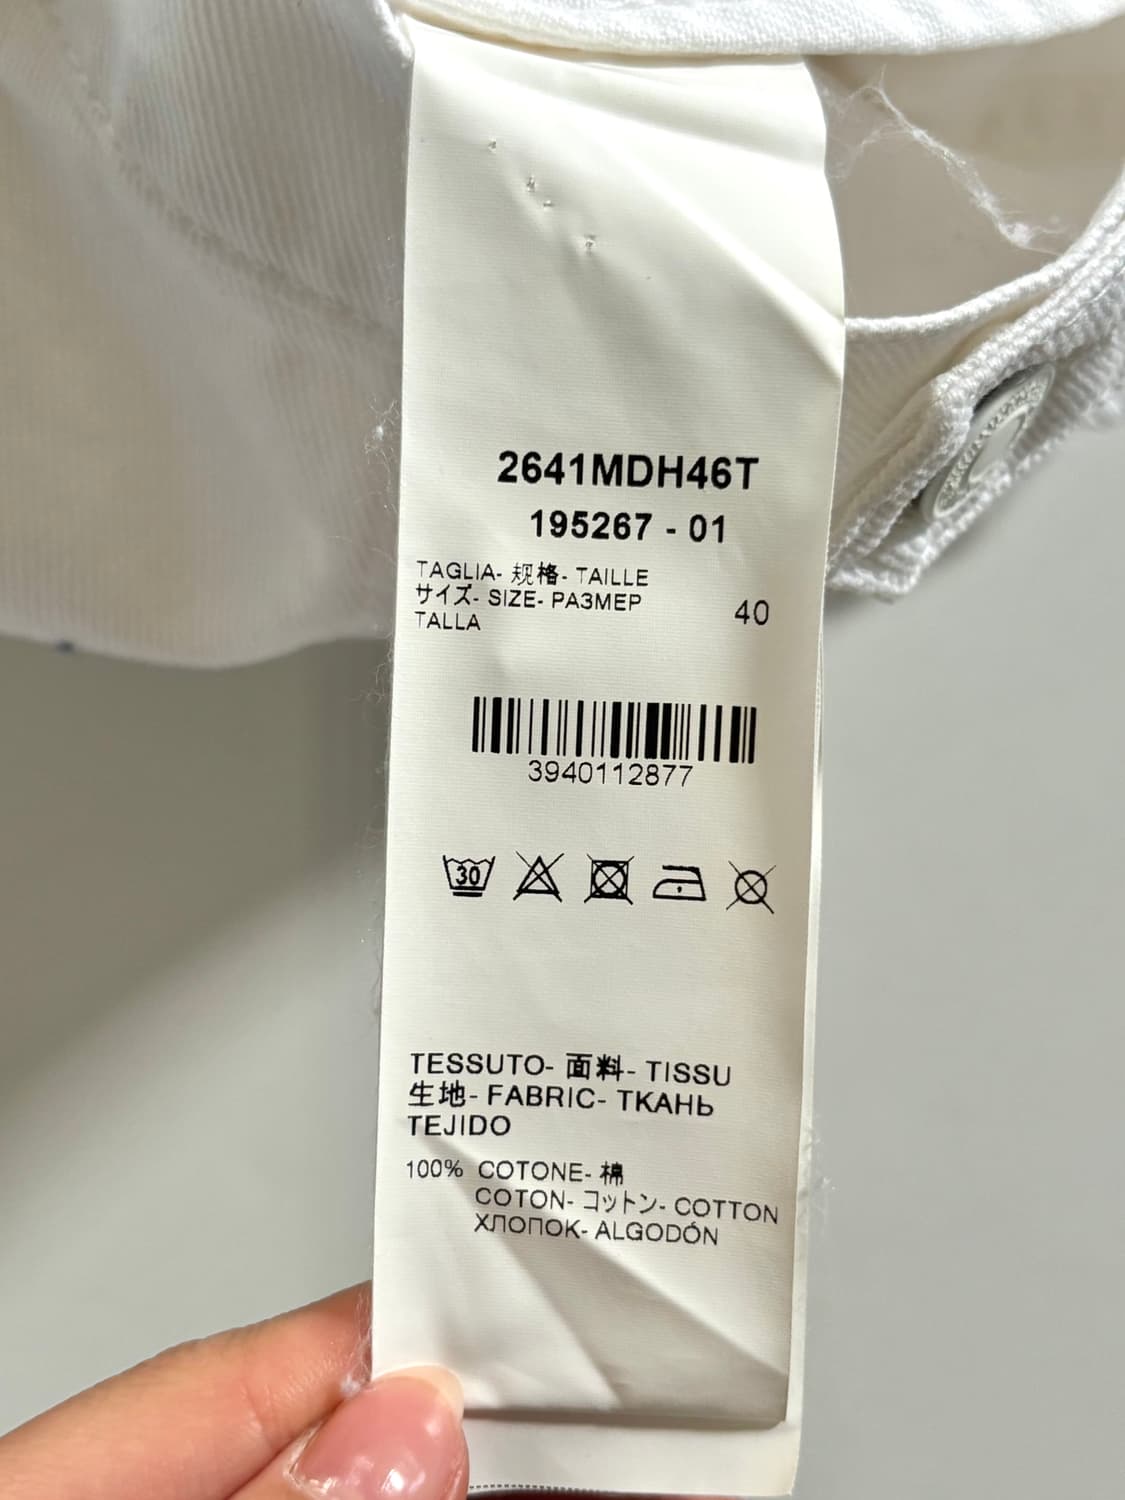 2641MDH46T
195267 - 01
TAGLIA- 规格- TAILLE
サイズ- SIZE- РАЗМЕР
TALLA
40
3940112877
30
TESSUTO- 面料- TISSU
生地- FABRIC- ТКАНЬ
TEJIDO
100% COTONE- 棉
COTON- コットン- COTTON
ХЛОПОК- ALGODÓN